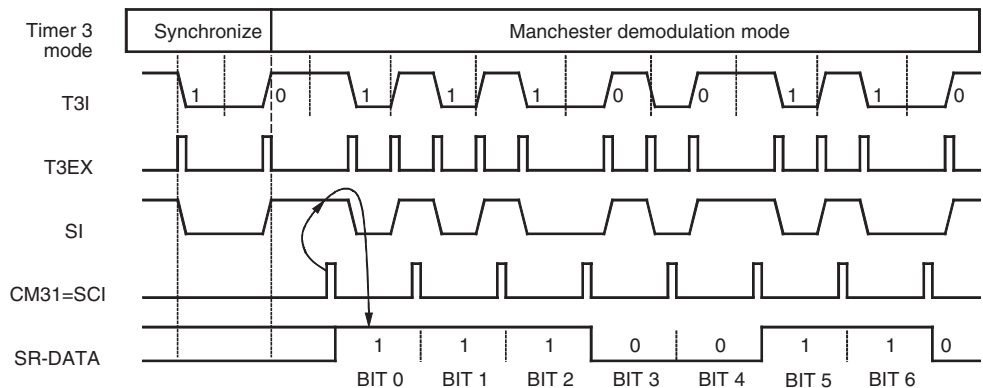 Timer 3
mode
Synchronize
Manchester demodulation mode
T3I
1 0 1 1 1 0 0 1 1 0
T3EX
SI
CM31=SCI
SR-DATA
1 1 1 0 0 1 1 0
BIT 0 BIT 1 BIT 2 BIT 3 BIT 4 BIT 5 BIT 6